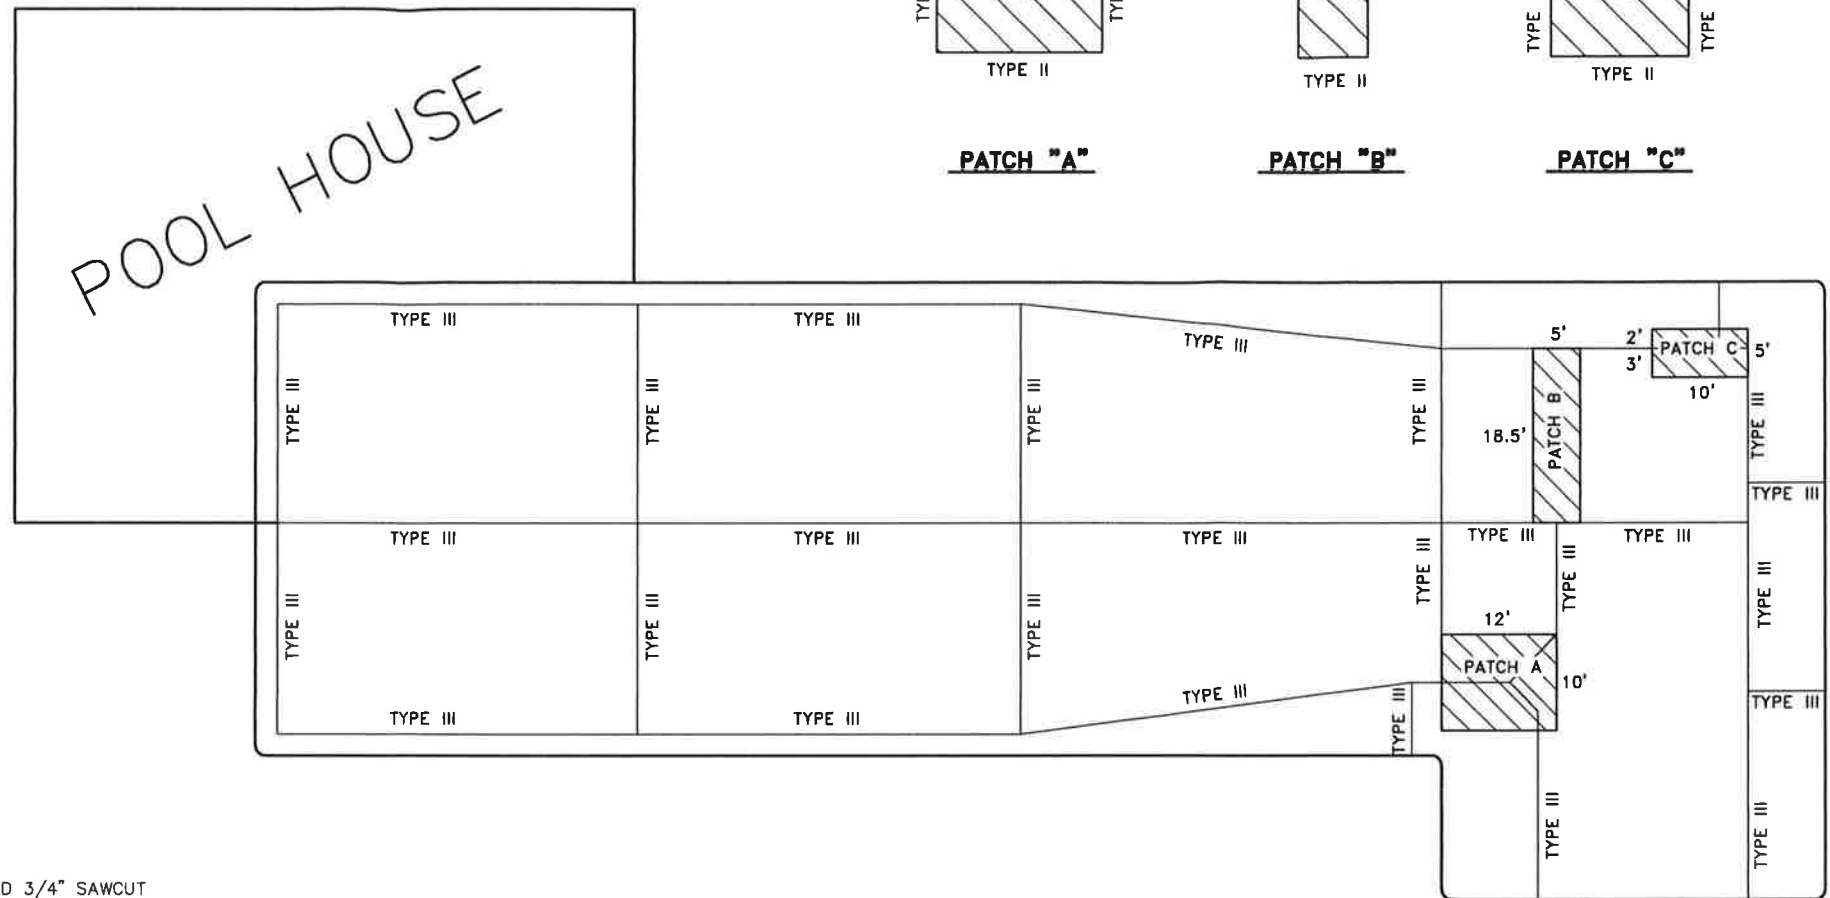 TYPE II
TYPE II
TYPE II
TYPE
TYPE
PATCH "A"
PATCH "B"
PATCH "C"
POOL HOUSE
TYPE III
TYPE III
TYPE III
5'
2'
3'
PATCH C
5'
10'
TYPE III
TYPE III
TYPE III
TYPE III
18.5'
PATCH B
TYPE III
TYPE III
TYPE III
TYPE III
TYPE III
TYPE III
TYPE III
TYPE III
TYPE III
TYPE III
TYPE III
TYPE III
TYPE III
12'
PATCH A
10'
TYPE III
TYPE III
TYPE III
TYPE III
TYPE III
TYPE III
TYPE III
D 3/4" SAWCUT